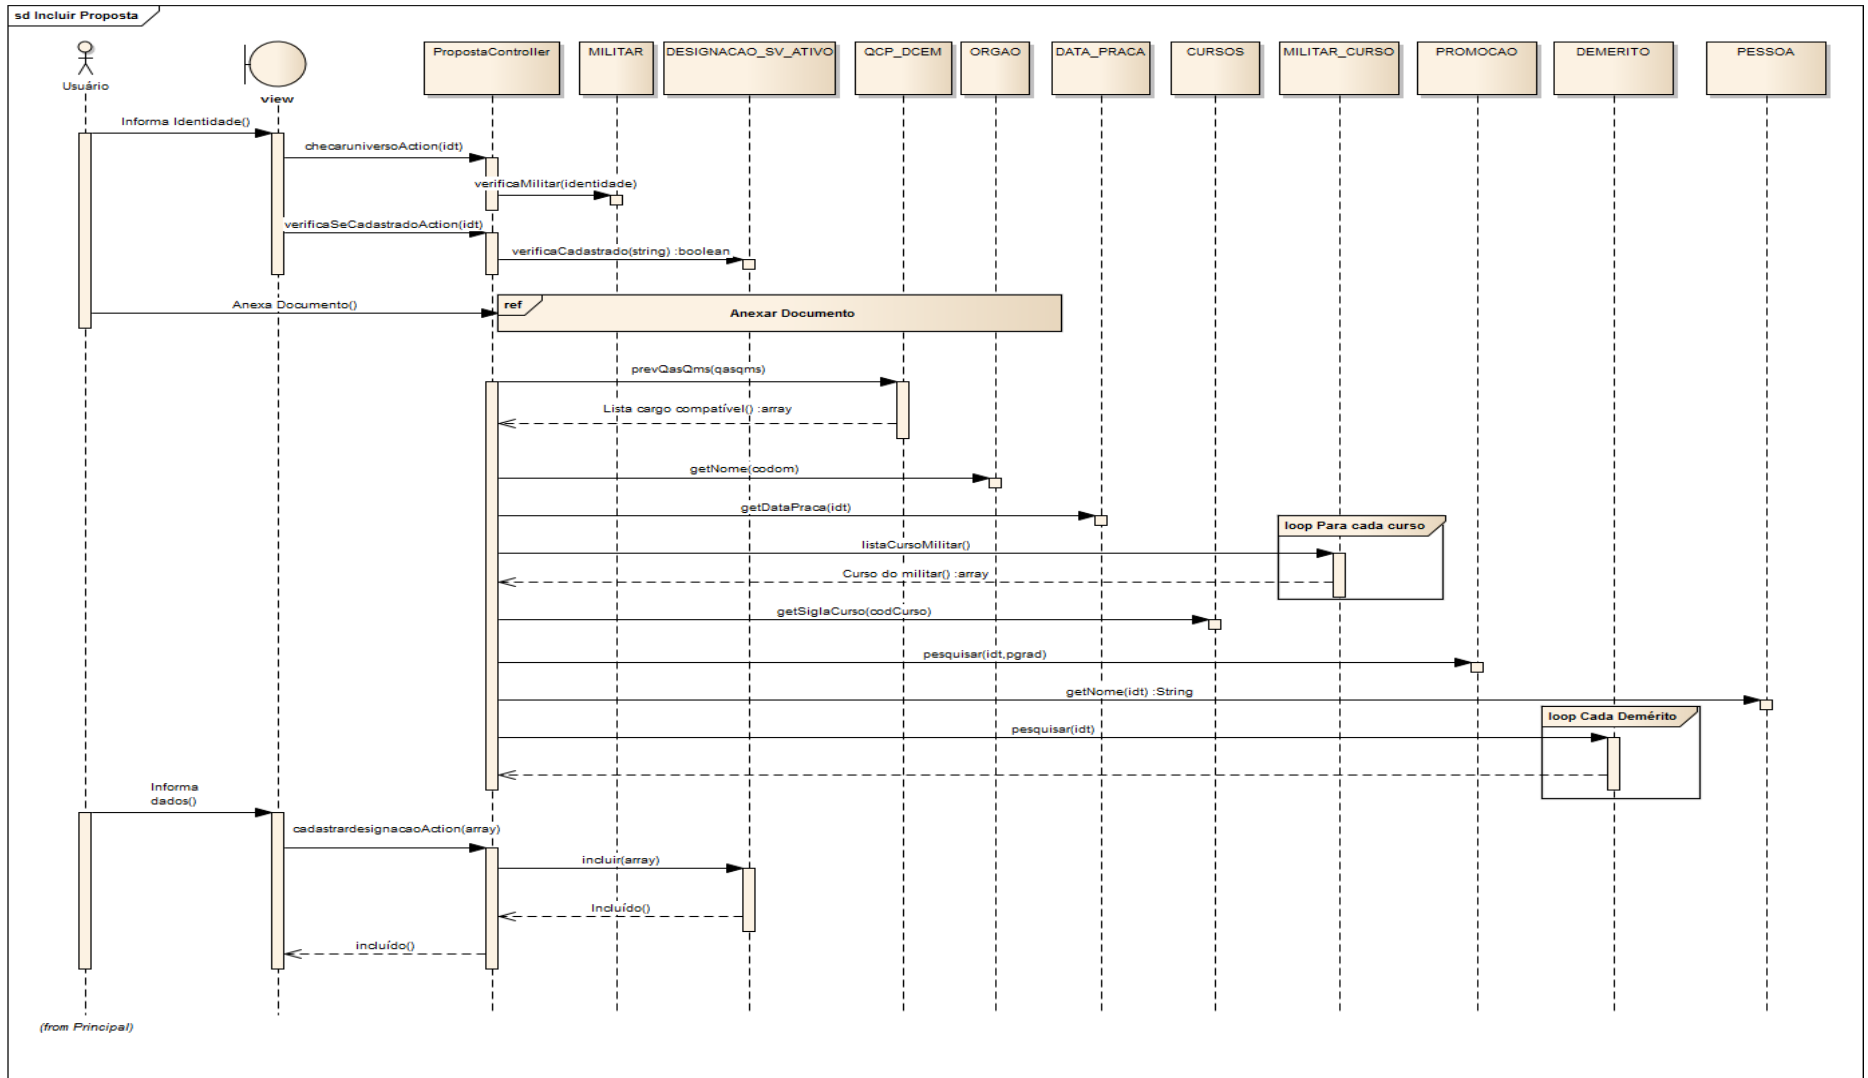 sd Incluir Proposta
Usuário
view
PropostaController
MILITAR
DESIGNACAO_SV_ATIVO
QCP_DCEM
ORGAO
DATA_PRACA
CURSOS
MILITAR_CURSO
PROMOCAO
DEMERITO
PESSOA
Informa Identidade()
checaruniversoAction(idt)
verificaMilitar(identidade)
verificaSeCadastradoAction(idt)
verificaCadastrado(string) :boolean
Anexa Documento()
ref
Anexar Documento
prevQasQms(qasqms)
Lista cargo compatível() :array
getNome(codom)
getDataPraca(idt)
loop Para cada curso
listaCursoMilitar()
Curso do militar() :array
getSiglaCurso(codCurso)
pesquisar(idt,pgrad)
getNome(idt) :String
loop Cada Demérito
pesquisar(idt)
Informa
dados()
cadastrardesignacaoAction(array)
incluir(array)
Incluído()
incluído()
(from Principal)